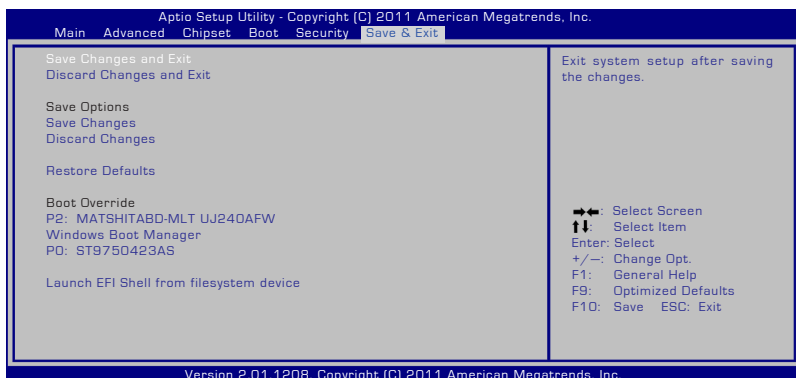 Aptio Setup Utility - Copyright (C) 2011 American Megatrends, Inc.
Main Advanced Chipset Boot Security Save & Exit
Save Changes and Exit
Discard Changes and Exit
Save Options
Save Changes
Discard Changes
Restore Defaults
Boot Override
P2: MATSHITABD-MLT UJ240AFW
Windows Boot Manager
P0: ST9750423AS
Launch EFI Shell from filesystem device
Exit system setup after saving
the changes.
→←: Select Screen
↑↓: Select Item
Enter: Select
+/—: Change Opt.
F1: General Help
F9: Optimized Defaults
F10: Save ESC: Exit
Version 2.01.1208. Copyright (C) 2011 American Megatrends, Inc.